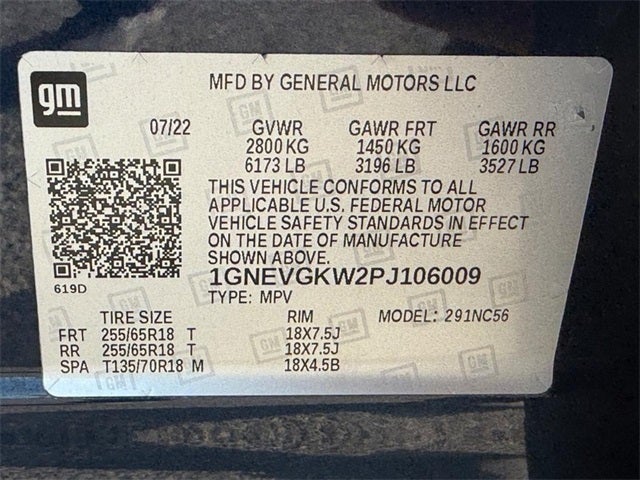 gm
MFD BY GENERAL MOTORS LLC
07/22 GVWR GAWR FRT GAWR RR
2800 KG 1450 KG 1600 KG
6173 LB 3196 LB 3527 LB
THIS VEHICLE CONFORMS TO ALL
APPLICABLE U.S. FEDERAL MOTOR
VEHICLE SAFETY STANDARDS IN EFFECT
ON THE DATE OF MANUFACTURE
SHOWN ABOVE.
1GNEVGKW2PJ106009
619D
TYPE: MPV MODEL: 291NC56
TIRE SIZE RIM
FRT 255/65R18 T 18X7.5J
RR 255/65R18 T 18X7.5J
SPA T135/70R18 M 18X4.5B